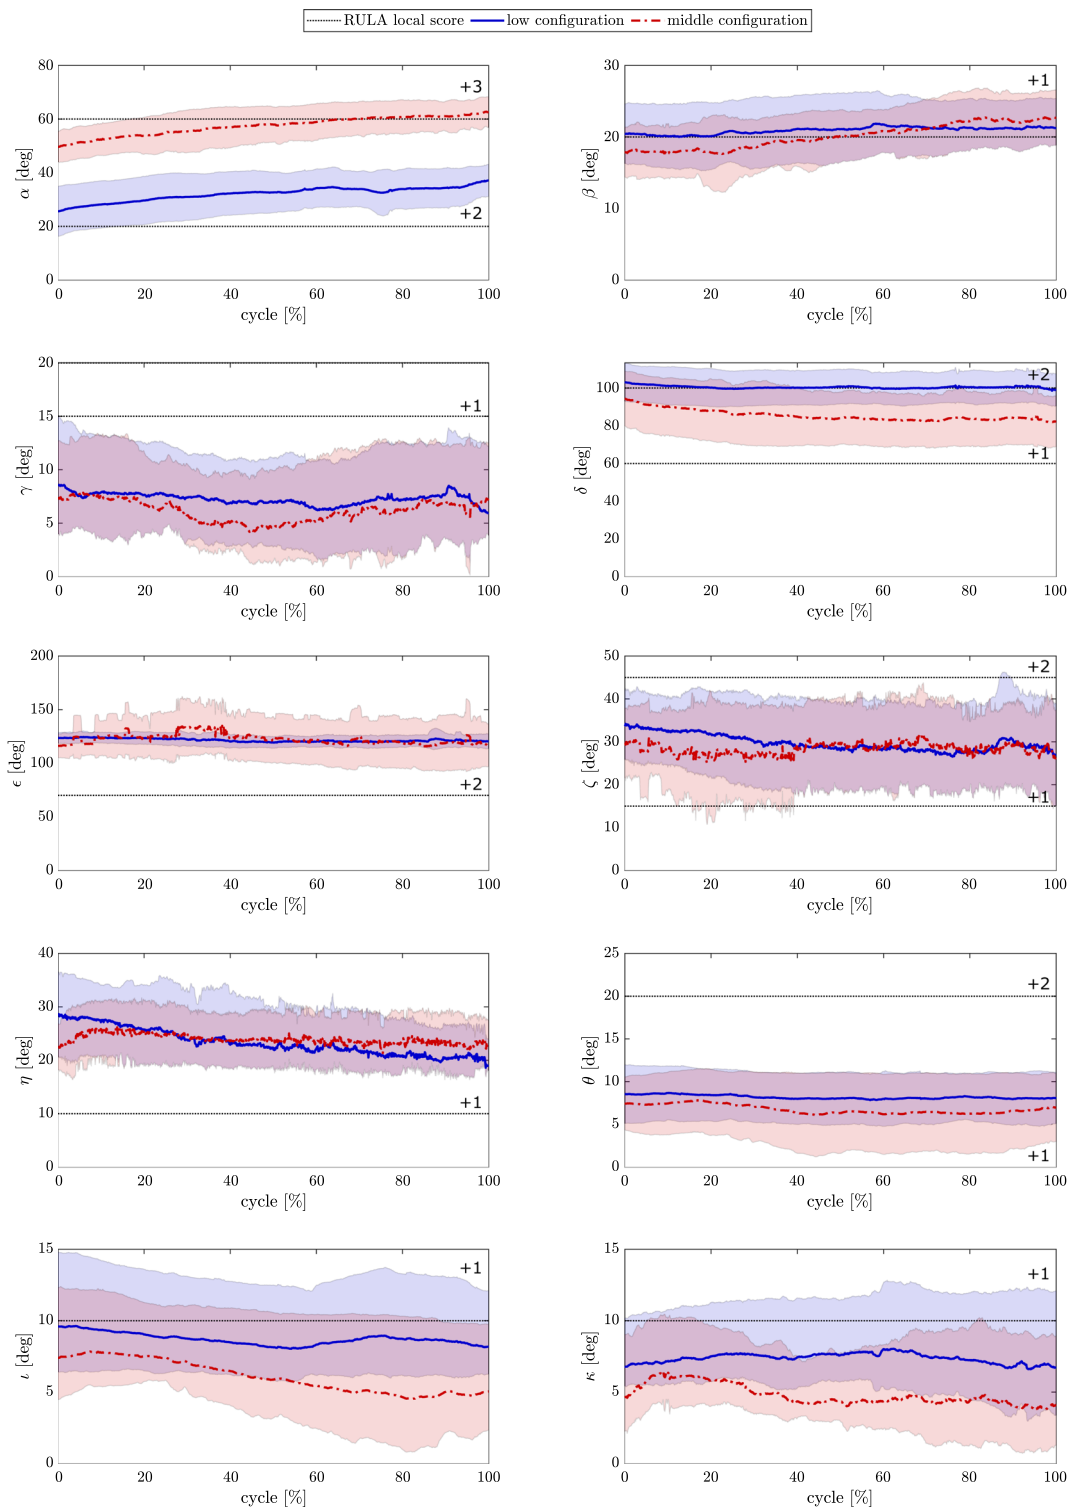 RULA local score low configuration middle configuration
80
60
40
20
0
α [deg]
+3
+2
0 20 40 60 80 100
cycle [%]
30
20
10
0
β [deg]
+1
0 20 40 60 80 100
cycle [%]
20
15
10
5
0
γ [deg]
+1
0 20 40 60 80 100
cycle [%]
100
80
60
40
20
0
δ [deg]
+2
+1
0 20 40 60 80 100
cycle [%]
200
150
100
50
0
ϵ [deg]
+2
0 20 40 60 80 100
cycle [%]
50
40
30
20
10
0
ζ [deg]
+2
+1
0 20 40 60 80 100
cycle [%]
40
30
20
10
0
η [deg]
+1
0 20 40 60 80 100
cycle [%]
25
20
15
10
5
0
θ [deg]
+2
+1
0 20 40 60 80 100
cycle [%]
15
10
5
0
ι [deg]
+1
0 20 40 60 80 100
cycle [%]
15
10
5
0
κ [deg]
+1
0 20 40 60 80 100
cycle [%]